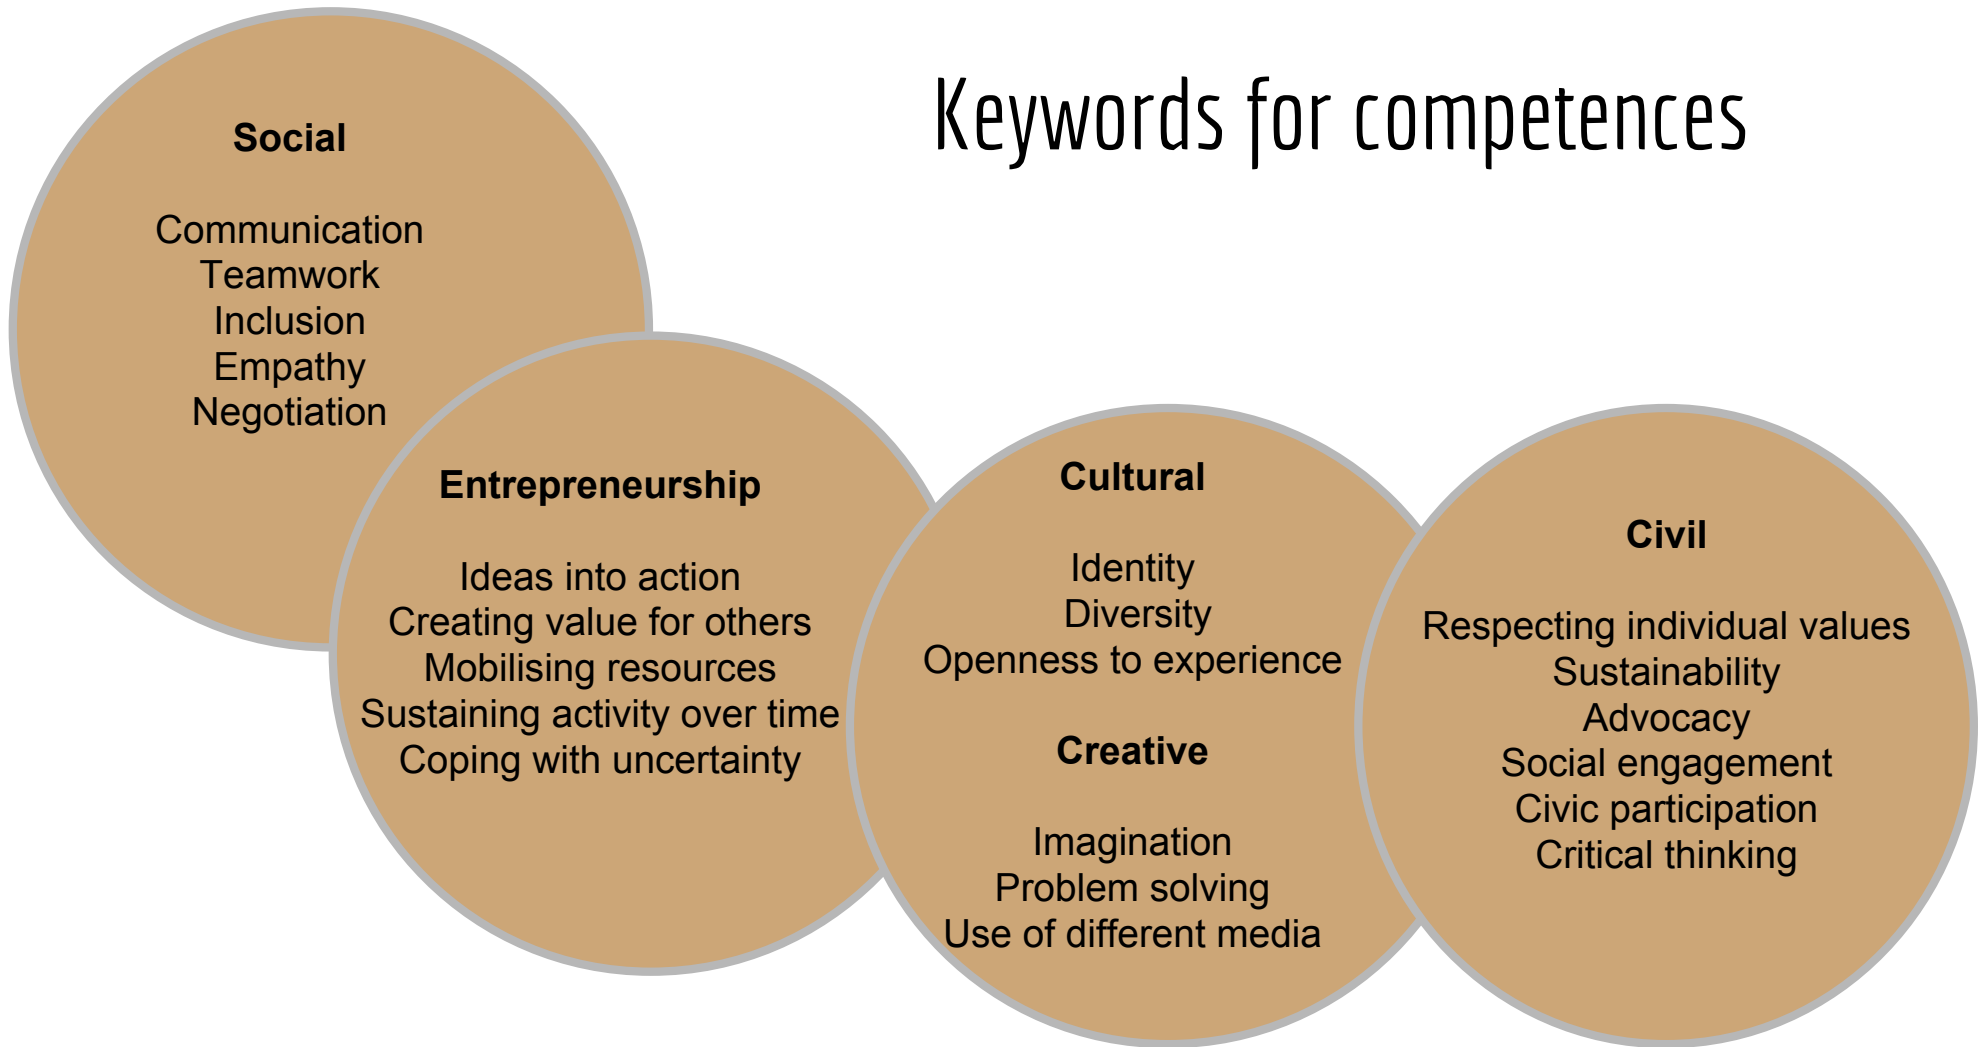 Keywords for competences
Social
Communication
Teamwork
Inclusion
Empathy
Negotiation
Entrepreneurship
Ideas into action
Creating value for others
Mobilising resources
Sustaining activity over time
Coping with uncertainty
Cultural
Identity
Diversity
Openness to experience
Creative
Imagination
Problem solving
Use of different media
Civil
Respecting individual values
Sustainability
Advocacy
Social engagement
Civic participation
Critical thinking